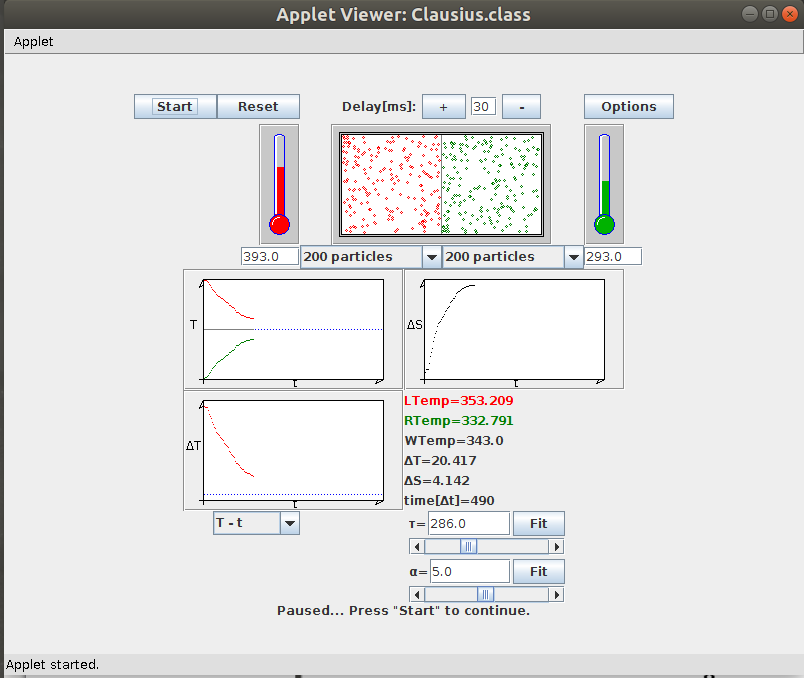 Applet Viewer: Clausius.class
Applet
Start Reset Delay[ms]: + 30 - Options
393.0 200 particles 200 particles 293.0
T
t
ΔS
t
ΔT
t
LTemp=353.209
RTemp=332.791
WTemp=343.0
ΔT=20.417
ΔS=4.142
time[Δt]=490
T - t
τ= 286.0 Fit
α= 5.0 Fit
Paused... Press "Start" to continue.
Applet started.